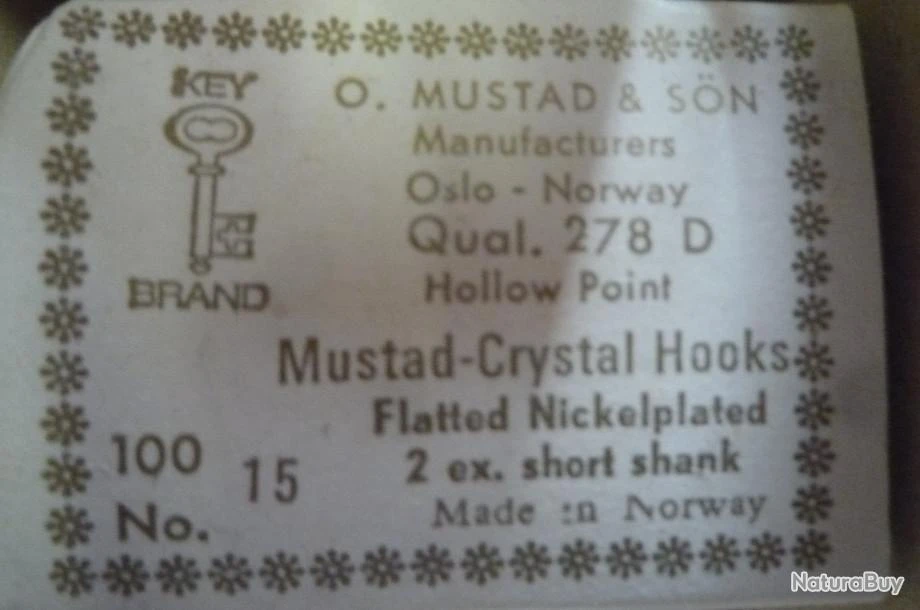 KEY
BRAND
O. MUSTAD & SÖN
Manufacturers
Oslo - Norway
Qual. 278 D
Hollow Point
Mustad-Crystal Hooks
Flatted Nickelplated
2 ex. short shank
Made in Norway
100
No. 15
NaturaBuy